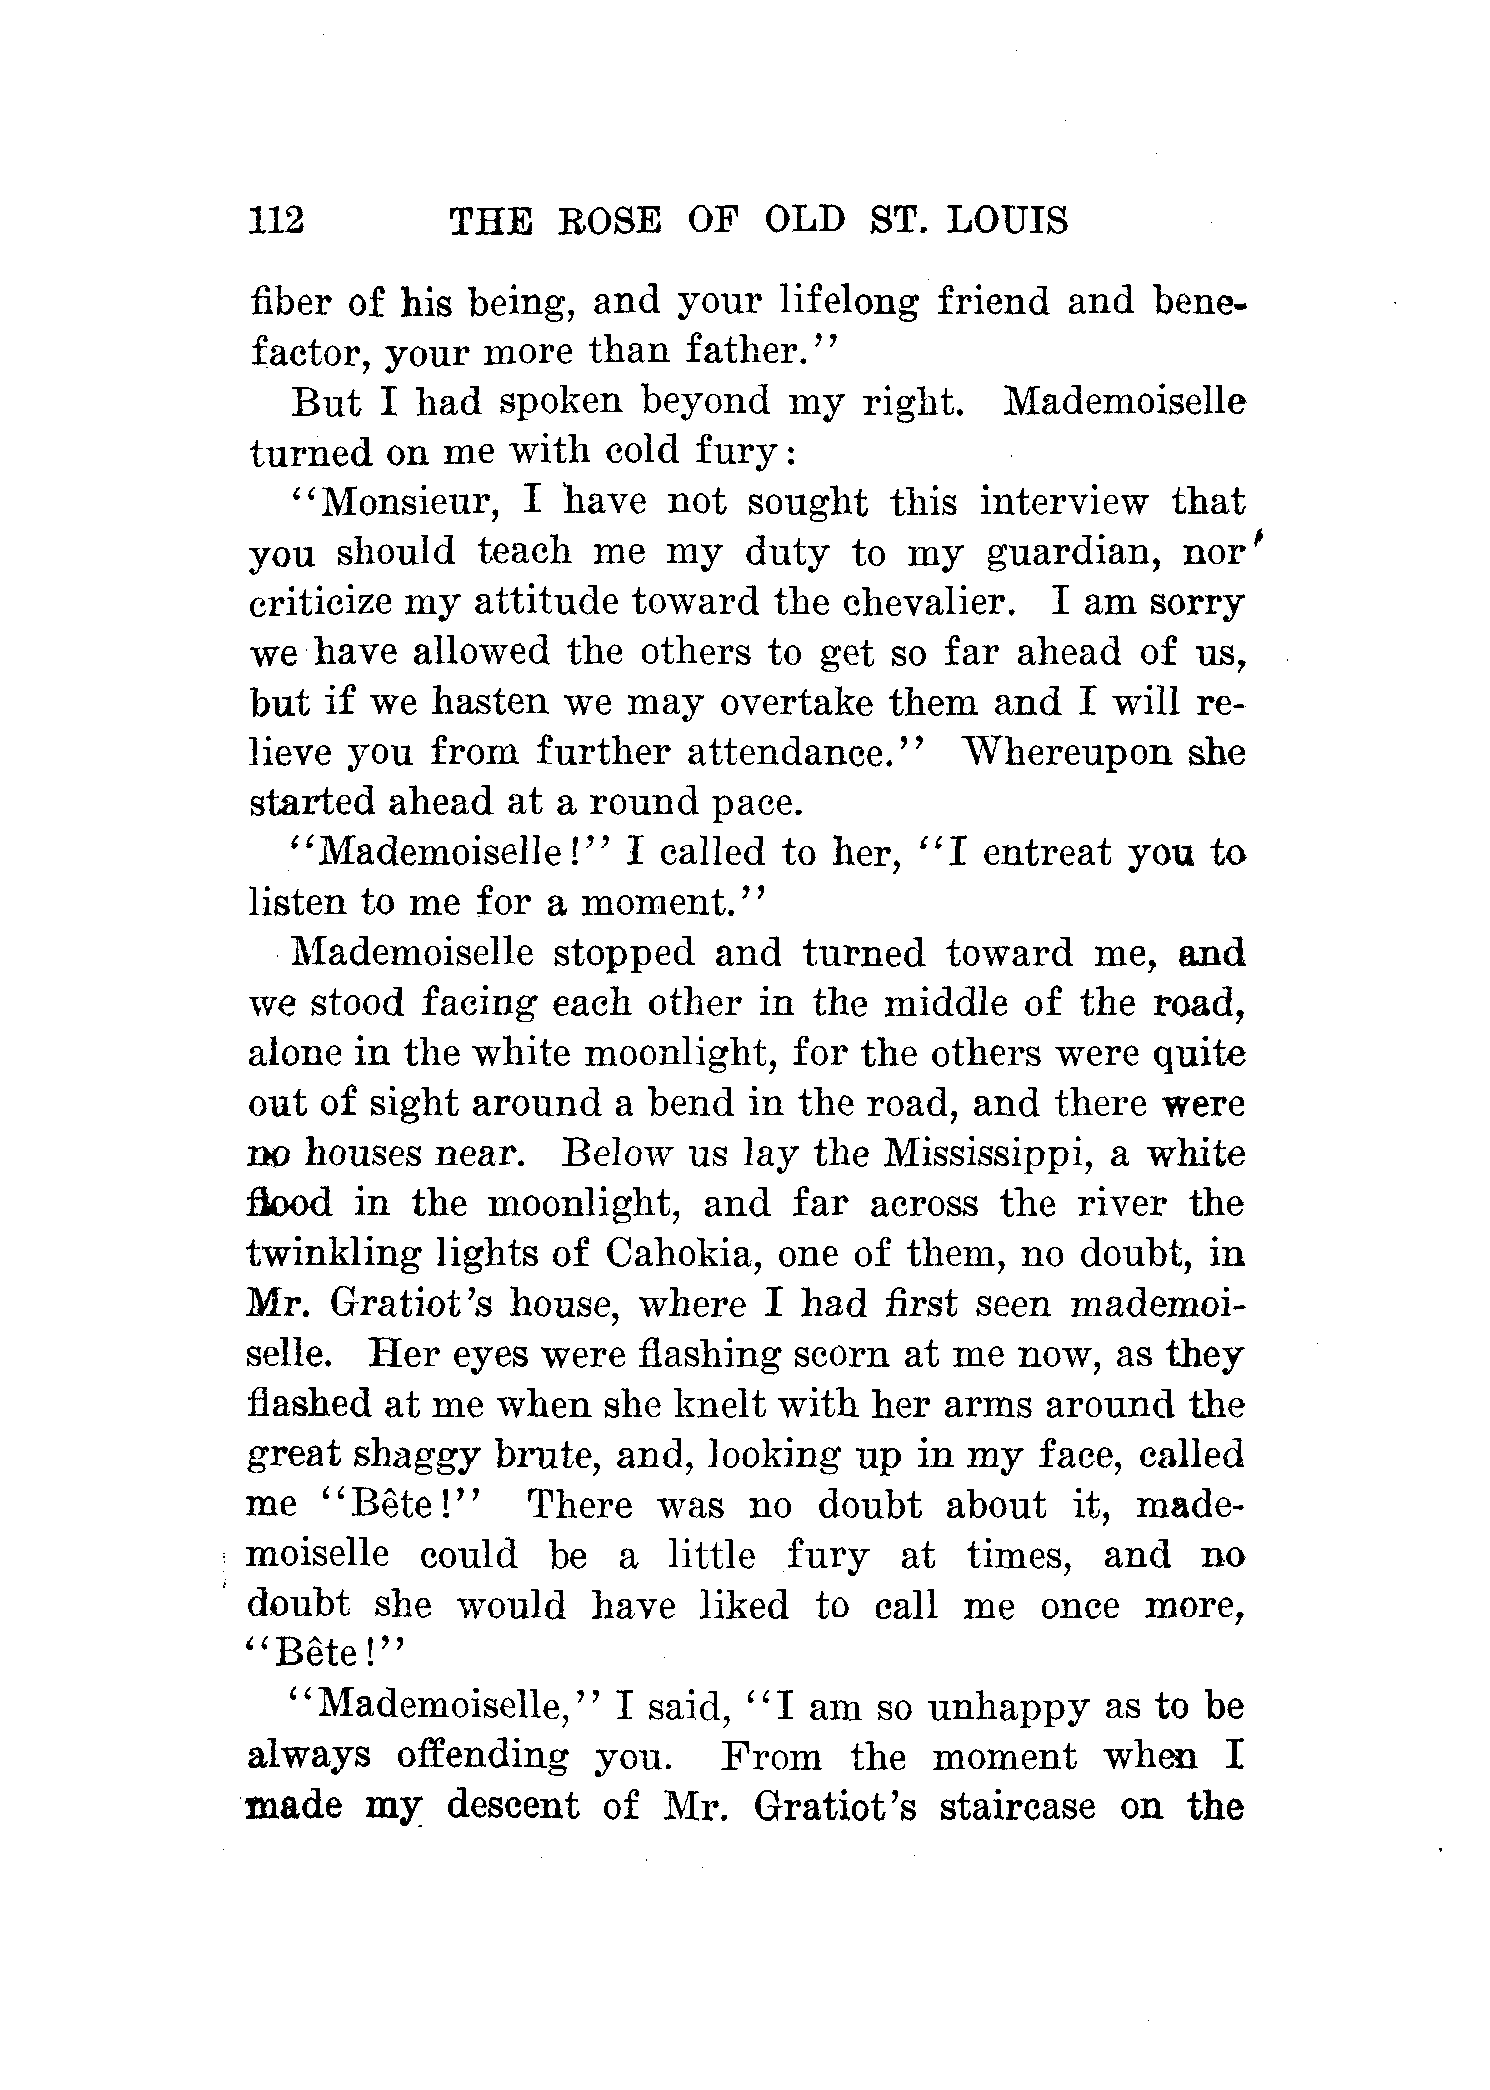 112 THE ROSE OF OLD ST. LOUIS
fiber of his being, and your lifelong friend and bene-
factor, your more than father."
But I had spoken beyond my right. Mademoiselle
turned on me with cold fury:
"Monsieur, I have not sought this interview that
you should teach me my duty to my guardian, nor
criticize my attitude toward the chevalier. I am sorry
we have allowed the others to get so far ahead of us,
but if we hasten we may overtake them and I will re-
lieve you from further attendance." Whereupon she
started ahead at a round pace.
"Mademoiselle!" I called to her, "I entreat you to
listen to me for a moment."
Mademoiselle stopped and turned toward me, and
we stood facing each other in the middle of the road,
alone in the white moonlight, for the others were quite
out of sight around a bend in the road, and there were
no houses near. Below us lay the Mississippi, a white
flood in the moonlight, and far across the river the
twinkling lights of Cahokia, one of them, no doubt, in
Mr. Gratiot's house, where I had first seen mademoi-
selle. Her eyes were flashing scorn at me now, as they
flashed at me when she knelt with her arms around the
great shaggy brute, and, looking up in my face, called
me "Bête!" There was no doubt about it, made-
moiselle could be a little fury at times, and no
doubt she would have liked to call me once more,
"Bête!"
"Mademoiselle," I said, "I am so unhappy as to be
always offending you. From the moment when I
made my descent of Mr. Gratiot's staircase on the